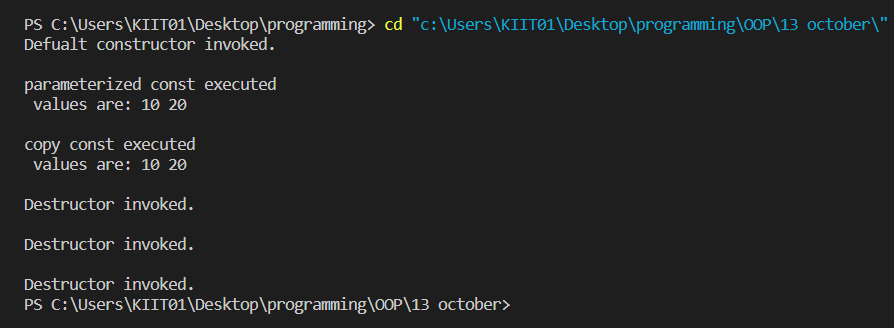 PS C:\Users\KIIT01\Desktop\programming> cd "c:\Users\KIIT01\Desktop\programming\OOP\13 october\"
Defualt constructor invoked.
parameterized const executed
values are: 10 20
copy const executed
values are: 10 20
Destructor invoked.
Destructor invoked.
Destructor invoked.
PS C:\Users\KIIT01\Desktop\programming\OOP\13 october>